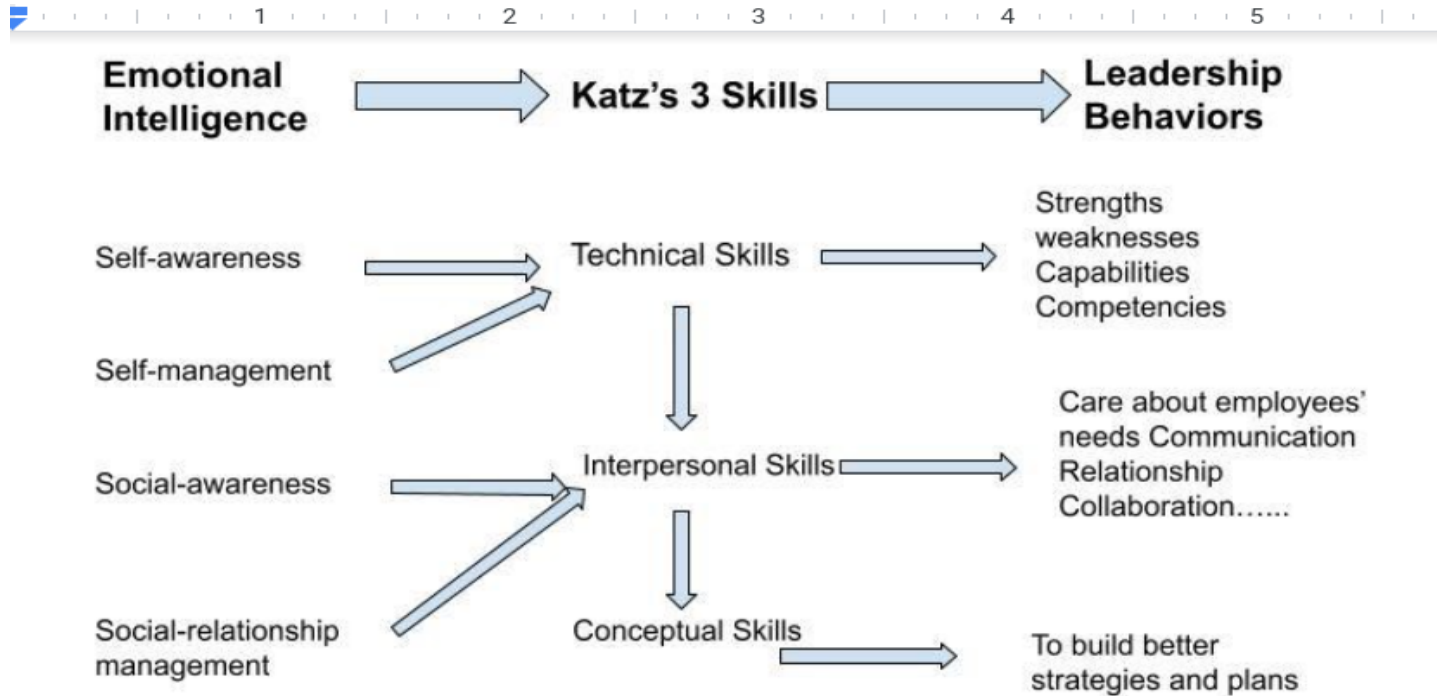 1 2 3 4 5
Emotional
Intelligence
Katz's 3 Skills
Leadership
Behaviors
Self-awareness
Technical Skills
Strengths
weaknesses
Capabilities
Competencies
Self-management
Interpersonal Skills
Care about employees'
needs Communication
Relationship
Collaboration…...
Social-awareness
Social-relationship
management
Conceptual Skills
To build better
strategies and plans